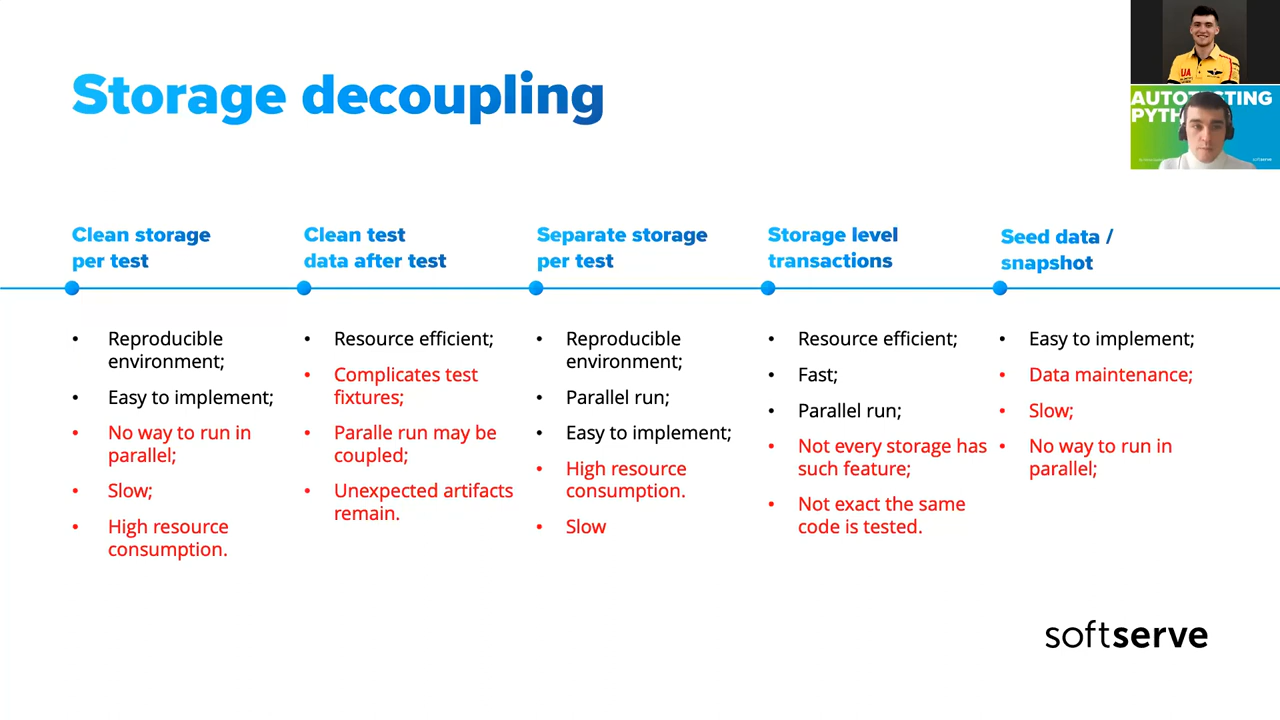 Storage decoupling
UA
AUTOTESTING
PYTH
softserve
Clean storage
per test
Clean test
data after test
Separate storage
per test
Storage level
transactions
Seed data /
snapshot
• Reproducible
environment;
• Easy to implement;
• No way to run in
parallel;
• Slow;
• High resource
consumption.
• Resource efficient;
• Complicates test
fixtures;
• Paralle run may be
coupled;
• Unexpected artifacts
remain.
• Reproducible
environment;
• Parallel run;
• Easy to implement;
• High resource
consumption.
• Slow
• Resource efficient;
• Fast;
• Parallel run;
• Not every storage has
such feature;
• Not exact the same
code is tested.
• Easy to implement;
• Data maintenance;
• Slow;
• No way to run in
parallel;
softserve